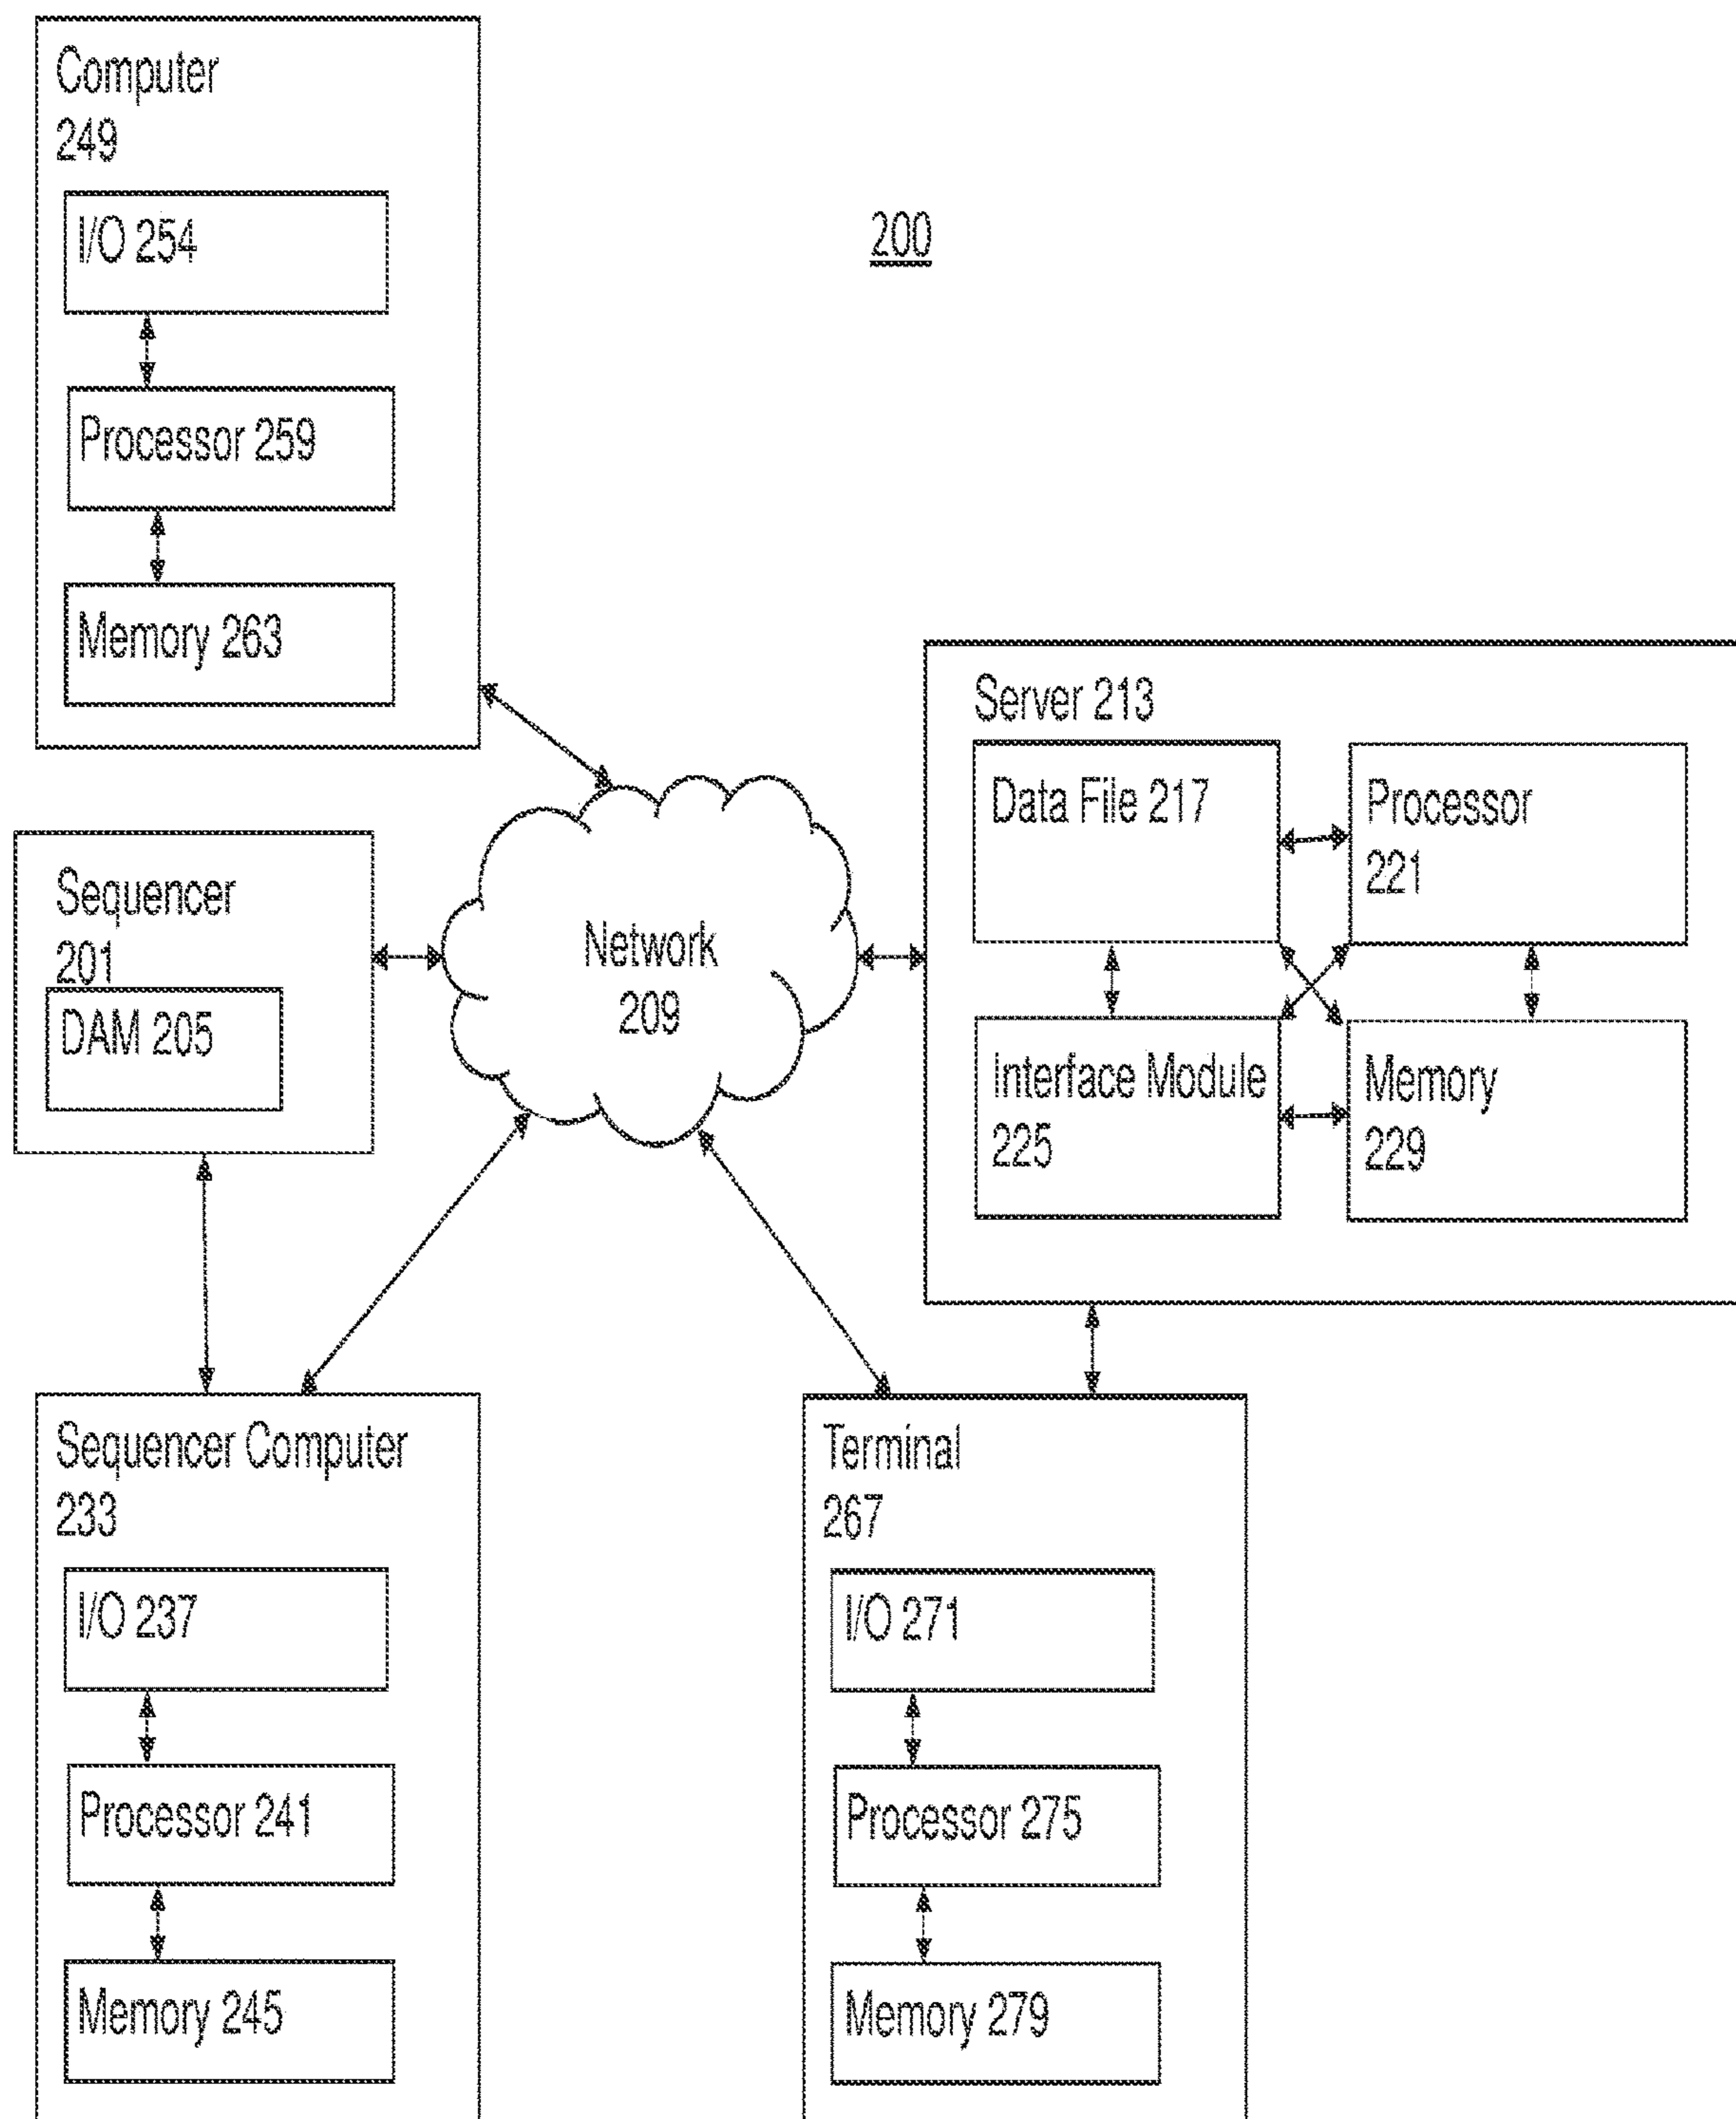 Computer
249
I/O 254
Processor 259
Memory 263
200
Server 213
Data File 217
Processor
221
Interface Module
225
Memory
229
Sequencer
201
DAM 205
Network
209
Sequencer Computer
233
I/O 237
Processor 241
Memory 245
Terminal
267
I/O 271
Processor 275
Memory 279